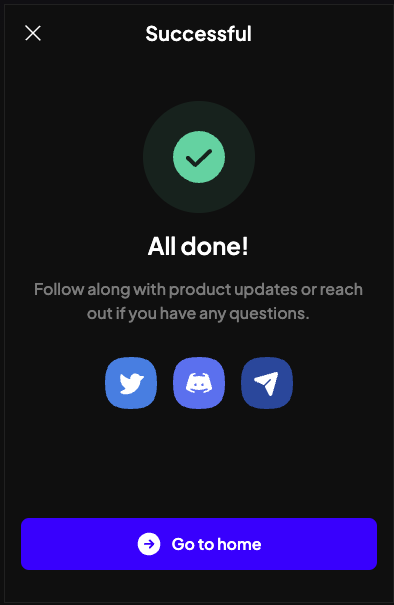 Successful
All done!
Follow along with product updates or reach
out if you have any questions.
Go to home